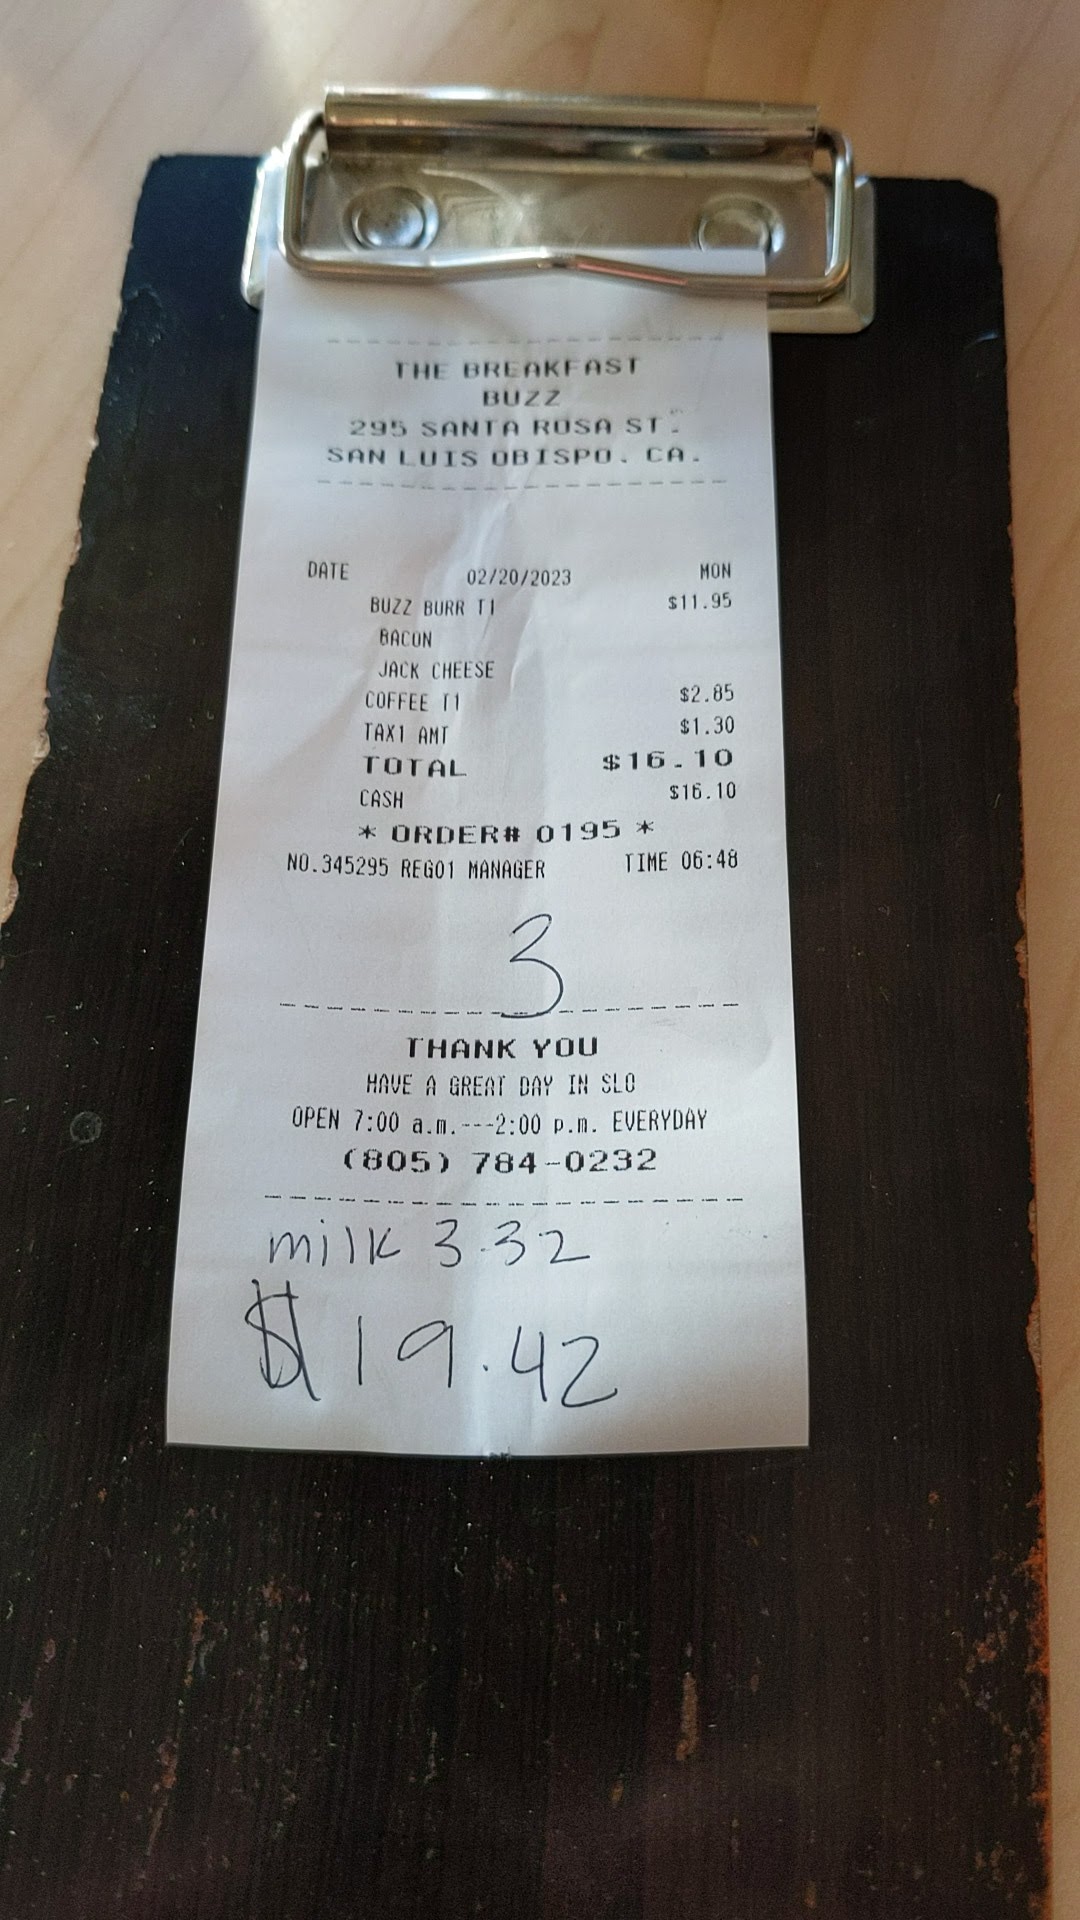 THE BREAKFAST
BUZZ
295 SANTA ROSA ST.
SAN LUIS OBISPO. CA.
DATE 02/20/2023 MON
BUZZ BURR T1 $11.95
BACON
JACK CHEESE
COFFEE T1 $2.85
TAX1 AMT $1.30
TOTAL $16.10
CASH $16.10
* ORDER# 0195 *
NO.345295 REG01 MANAGER TIME 06:48
3
THANK YOU
HAVE A GREAT DAY IN SLO
OPEN 7:00 a.m.---2:00 p.m. EVERYDAY
(805) 784-0232
milk 3.32
$19.42